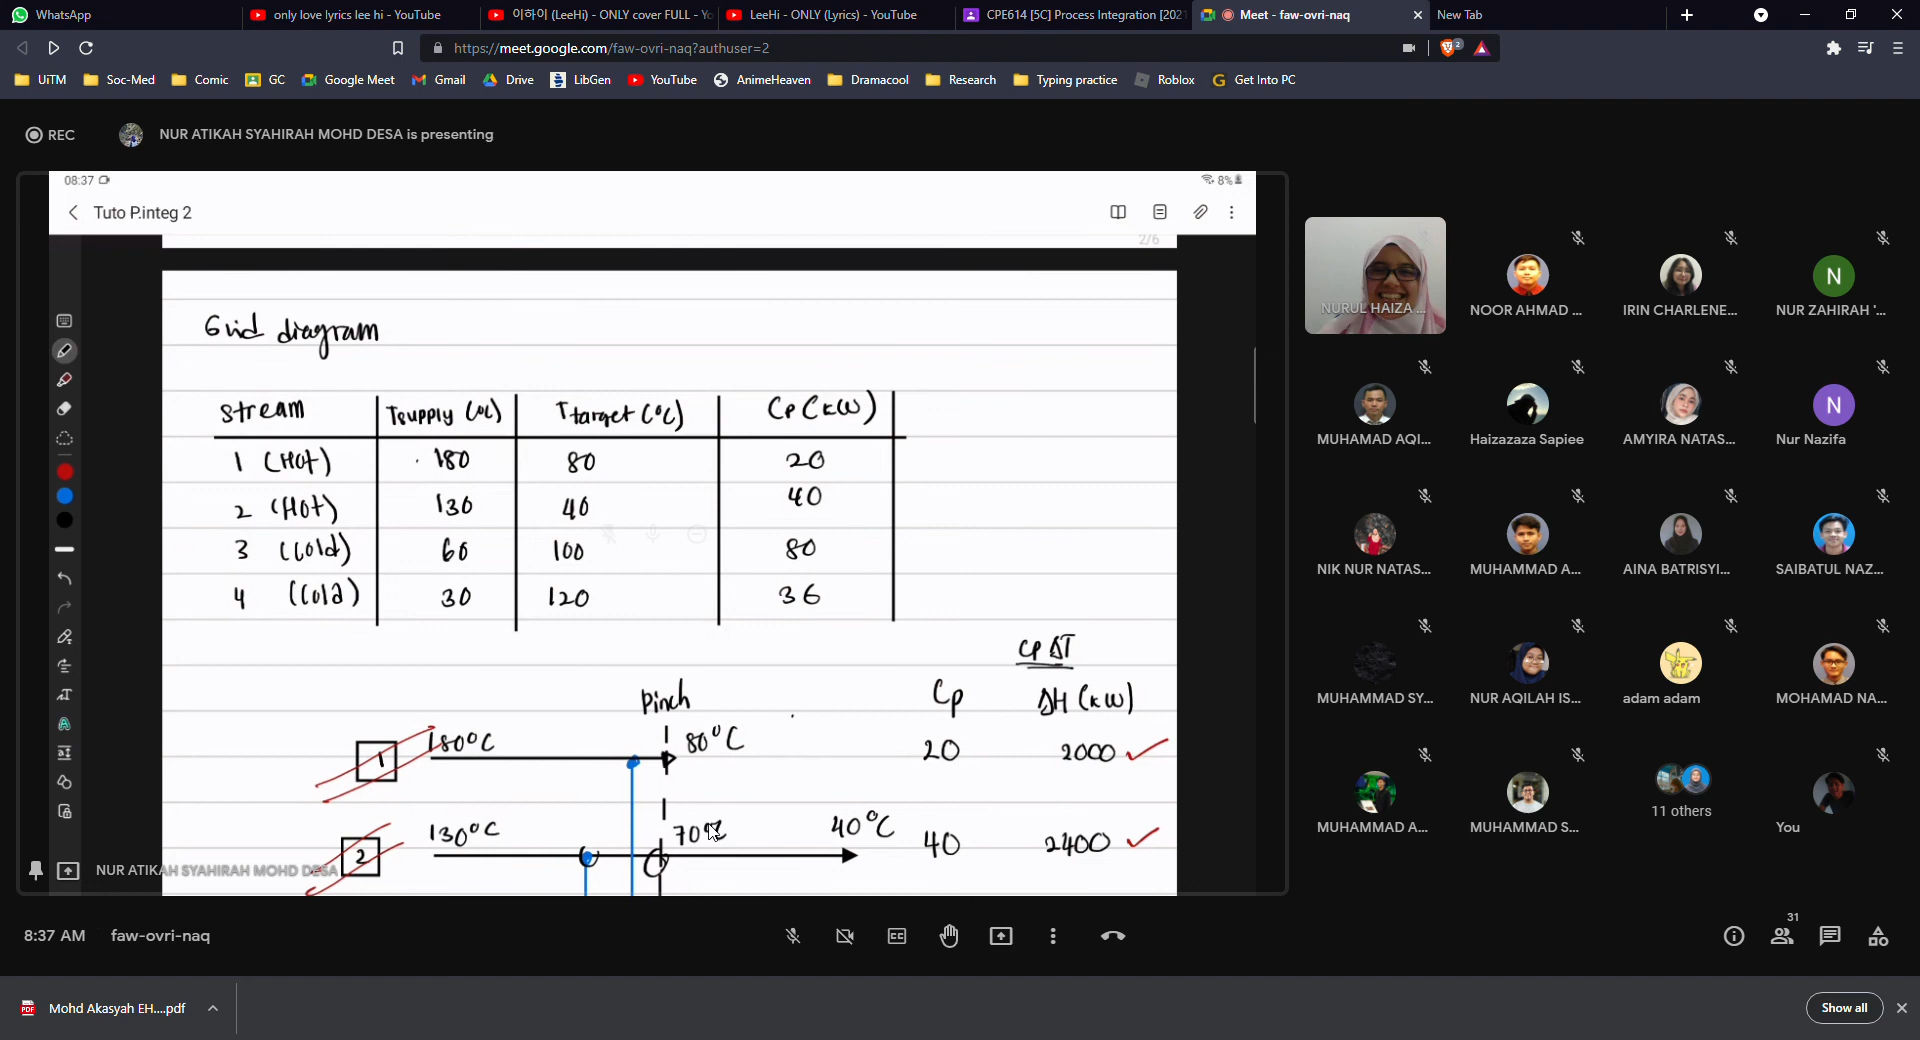 WhatsApp
only love lyrics lee hi - YouTube
이하이 (LeeHi) - ONLY cover FULL - Yo
LeeHi - ONLY (Lyrics) - YouTube
CPE614 [5C] Process Integration [2021
Meet - faw-ovri-naq
New Tab
https://meet.google.com/faw-ovri-naq?authuser=2
2
UiTM
Soc-Med
Comic
GC
Google Meet
Gmail
Drive
LibGen
YouTube
AnimeHeaven
Dramacool
Research
Typing practice
Roblox
Get Into PC
REC
NUR ATIKAH SYAHIRAH MOHD DESA is presenting
08:37
8%
Tuto P.integ 2
2/6
Grid diagram
Stream Tsupply (°C) Ttarget (°C) Cp (kW)
1 (Hot) 180 80 20
2 (Hot) 130 40 40
3 (Cold) 60 100 80
4 (Cold) 30 120 36
Cp ΔT
Pinch Cp ΔH (kW)
1 180°C 80°C 20 2000
2 130°C 70°C 40°C 40 2400
NUR ATIKAH SYAHIRAH MOHD DESA
NURUL HAIZA ...
NOOR AHMAD ...
IRIN CHARLENE...
N
NUR ZAHIRAH '...
MUHAMAD AQI...
Haizazaza Sapiee
AMYIRA NATAS...
N
Nur Nazifa
NIK NUR NATAS...
MUHAMMAD A...
AINA BATRISYI...
SAIBATUL NAZ...
MUHAMMAD SY...
NUR AQILAH IS...
adam adam
MOHAMAD NA...
MUHAMMAD A...
MUHAMMAD S...
11 others
You
8:37 AM
faw-ovri-naq
31
PDF
Mohd Akasyah EH....pdf
Show all